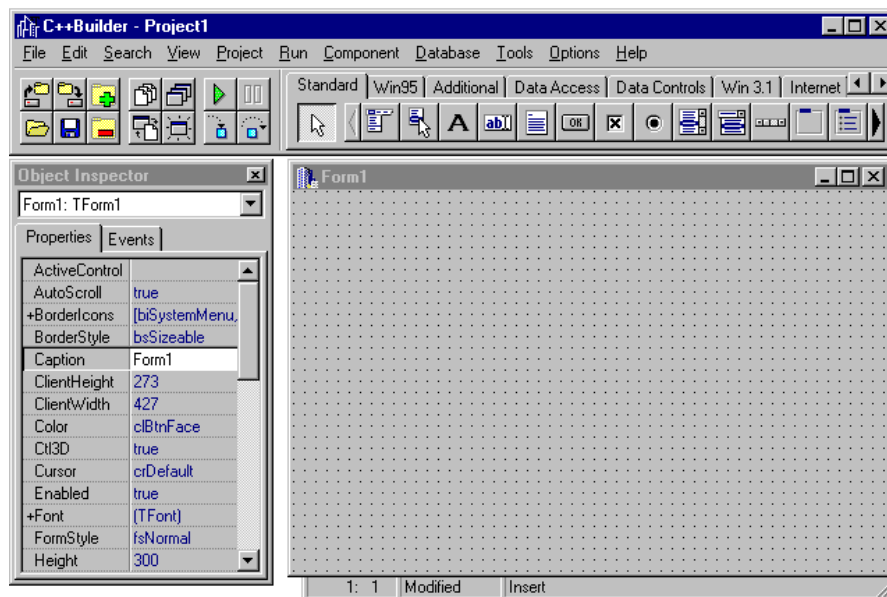 C++Builder - Project1
File Edit Search View Project Run Component Database Tools Options Help
Standard Win95 Additional Data Access Data Controls Win 3.1 Internet
A ab OK
Object Inspector
Form1: TForm1
Properties Events
ActiveControl
AutoScroll true
+BorderIcons [biSystemMenu,
BorderStyle bsSizeable
Caption Form1
ClientHeight 273
ClientWidth 427
Color clBtnFace
Ctl3D true
Cursor crDefault
Enabled true
+Font (TFont)
FormStyle fsNormal
Height 300
Form1
1: 1 Modified Insert